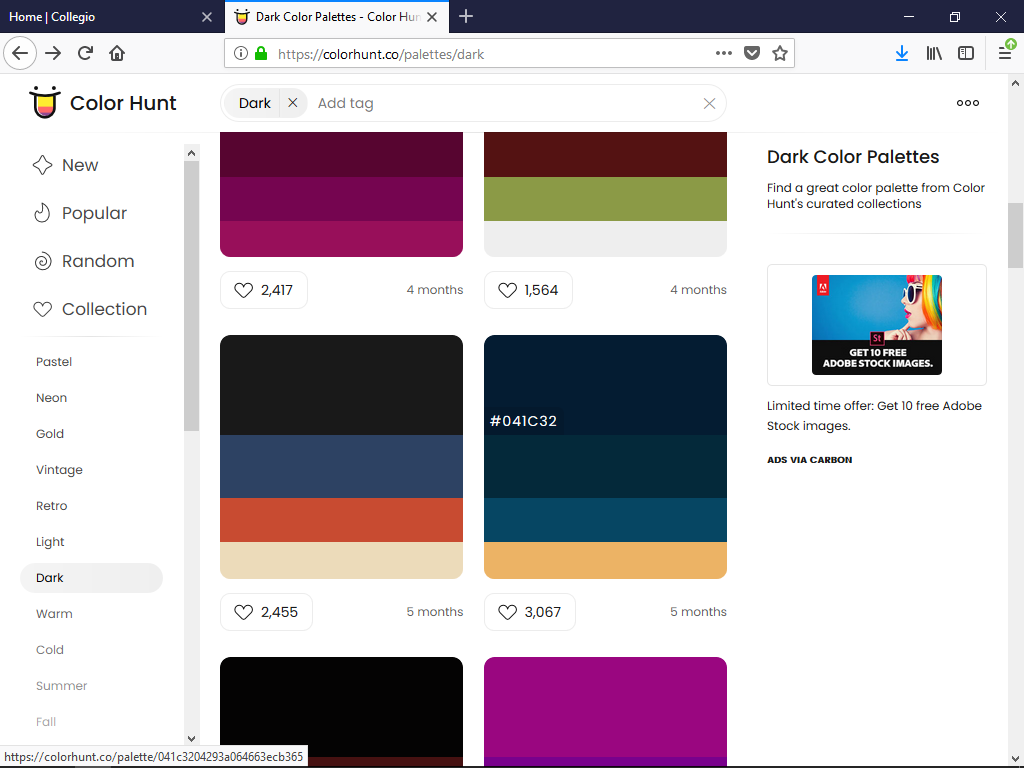 Home | Collegio
Dark Color Palettes - Color Hun
https://colorhunt.co/palettes/dark
Color Hunt
Dark
Add tag
New
Popular
Random
Collection
Pastel
Neon
Gold
Vintage
Retro
Light
Dark
Warm
Cold
Summer
Fall
2,417
4 months
1,564
4 months
#041C32
2,455
5 months
3,067
5 months
Dark Color Palettes
Find a great color palette from Color
Hunt's curated collections
St
GET 10 FREE
ADOBE STOCK IMAGES.
Limited time offer: Get 10 free Adobe
Stock images.
ADS VIA CARBON
https://colorhunt.co/palette/041c3204293a064663ecb365